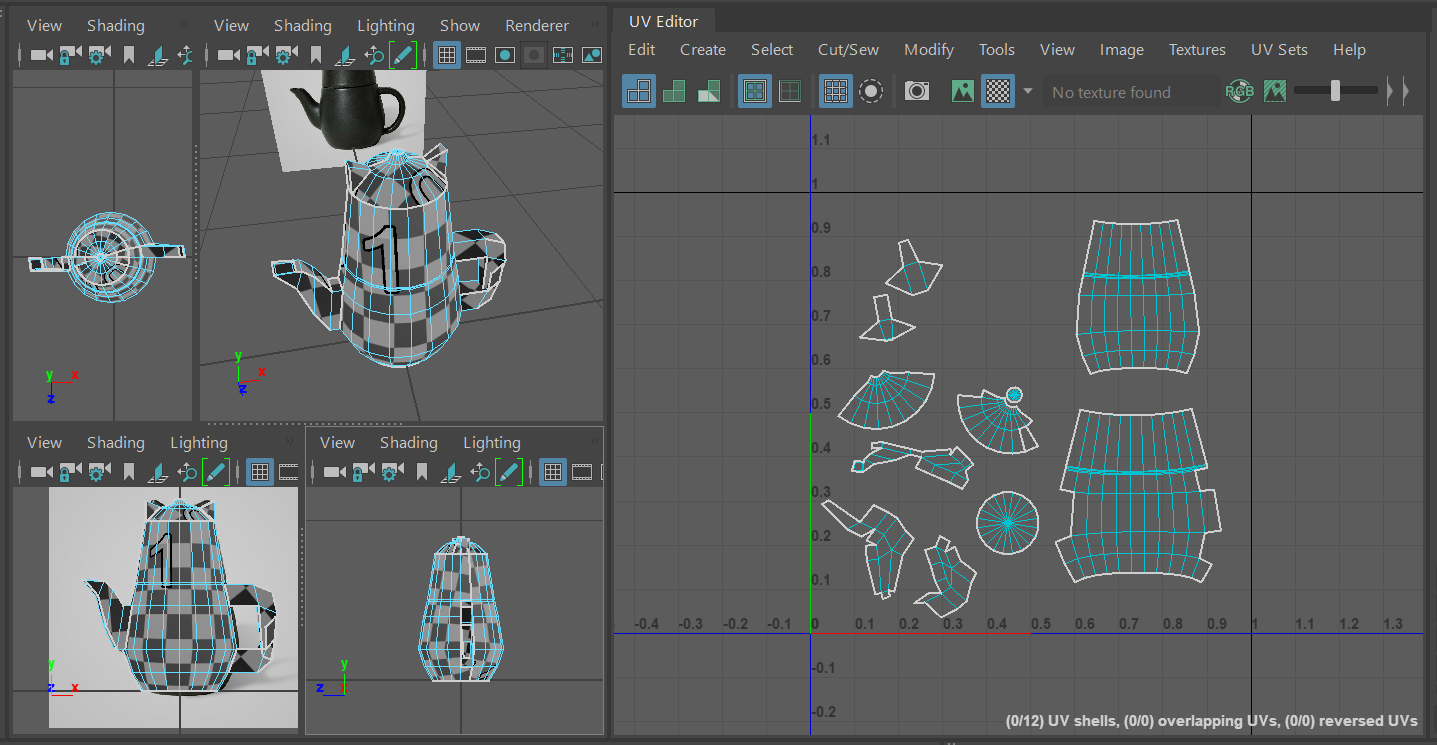 UV Editor
View Shading
View Shading Lighting Show Renderer
Edit Create Select Cut/Sew Modify Tools View Image Textures UV Sets Help
No texture found
RGB
1.1
1
0.9
0.8
0.7
0.6
0.5
0.4
0.3
0.2
0.1
-0.4 -0.3 -0.2 -0.1 0 0.1 0.2 0.3 0.4 0.5 0.6 0.7 0.8 0.9 1 1.1 1.2 1.3
-0.1
-0.2
(0/12) UV shells, (0/0) overlapping UVs, (0/0) reversed UVs
1
y x
z
y x
z
View Shading Lighting
View Shading Lighting
1
y
z x
y
z